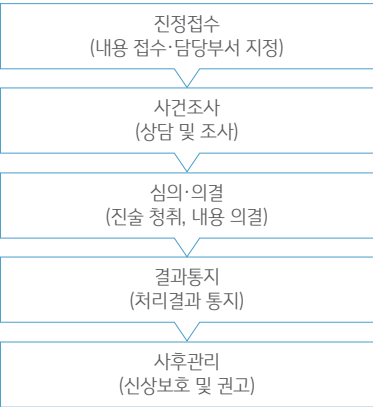 진정접수
(내용 접수·담당부서 지정)
사건조사
(상담 및 조사)
심의·의결
(진술 청취, 내용 의결)
결과통지
(처리결과 통지)
사후관리
(신상보호 및 권고)